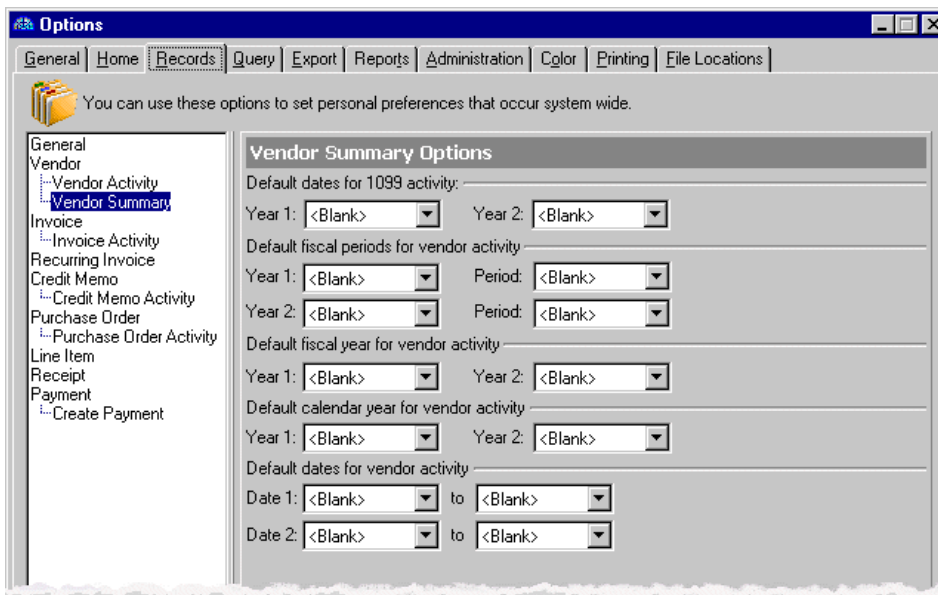 Options
General Home Records Query Export Reports Administration Color Printing File Locations
You can use these options to set personal preferences that occur system wide.
General
Vendor
Vendor Activity
Vendor Summary
Invoice
Invoice Activity
Recurring Invoice
Credit Memo
Credit Memo Activity
Purchase Order
Purchase Order Activity
Line Item
Receipt
Payment
Create Payment
Vendor Summary Options
Default dates for 1099 activity:
Year 1: <Blank> Year 2: <Blank>
Default fiscal periods for vendor activity
Year 1: <Blank> Period: <Blank>
Year 2: <Blank> Period: <Blank>
Default fiscal year for vendor activity
Year 1: <Blank> Year 2: <Blank>
Default calendar year for vendor activity
Year 1: <Blank> Year 2: <Blank>
Default dates for vendor activity
Date 1: <Blank> to <Blank>
Date 2: <Blank> to <Blank>